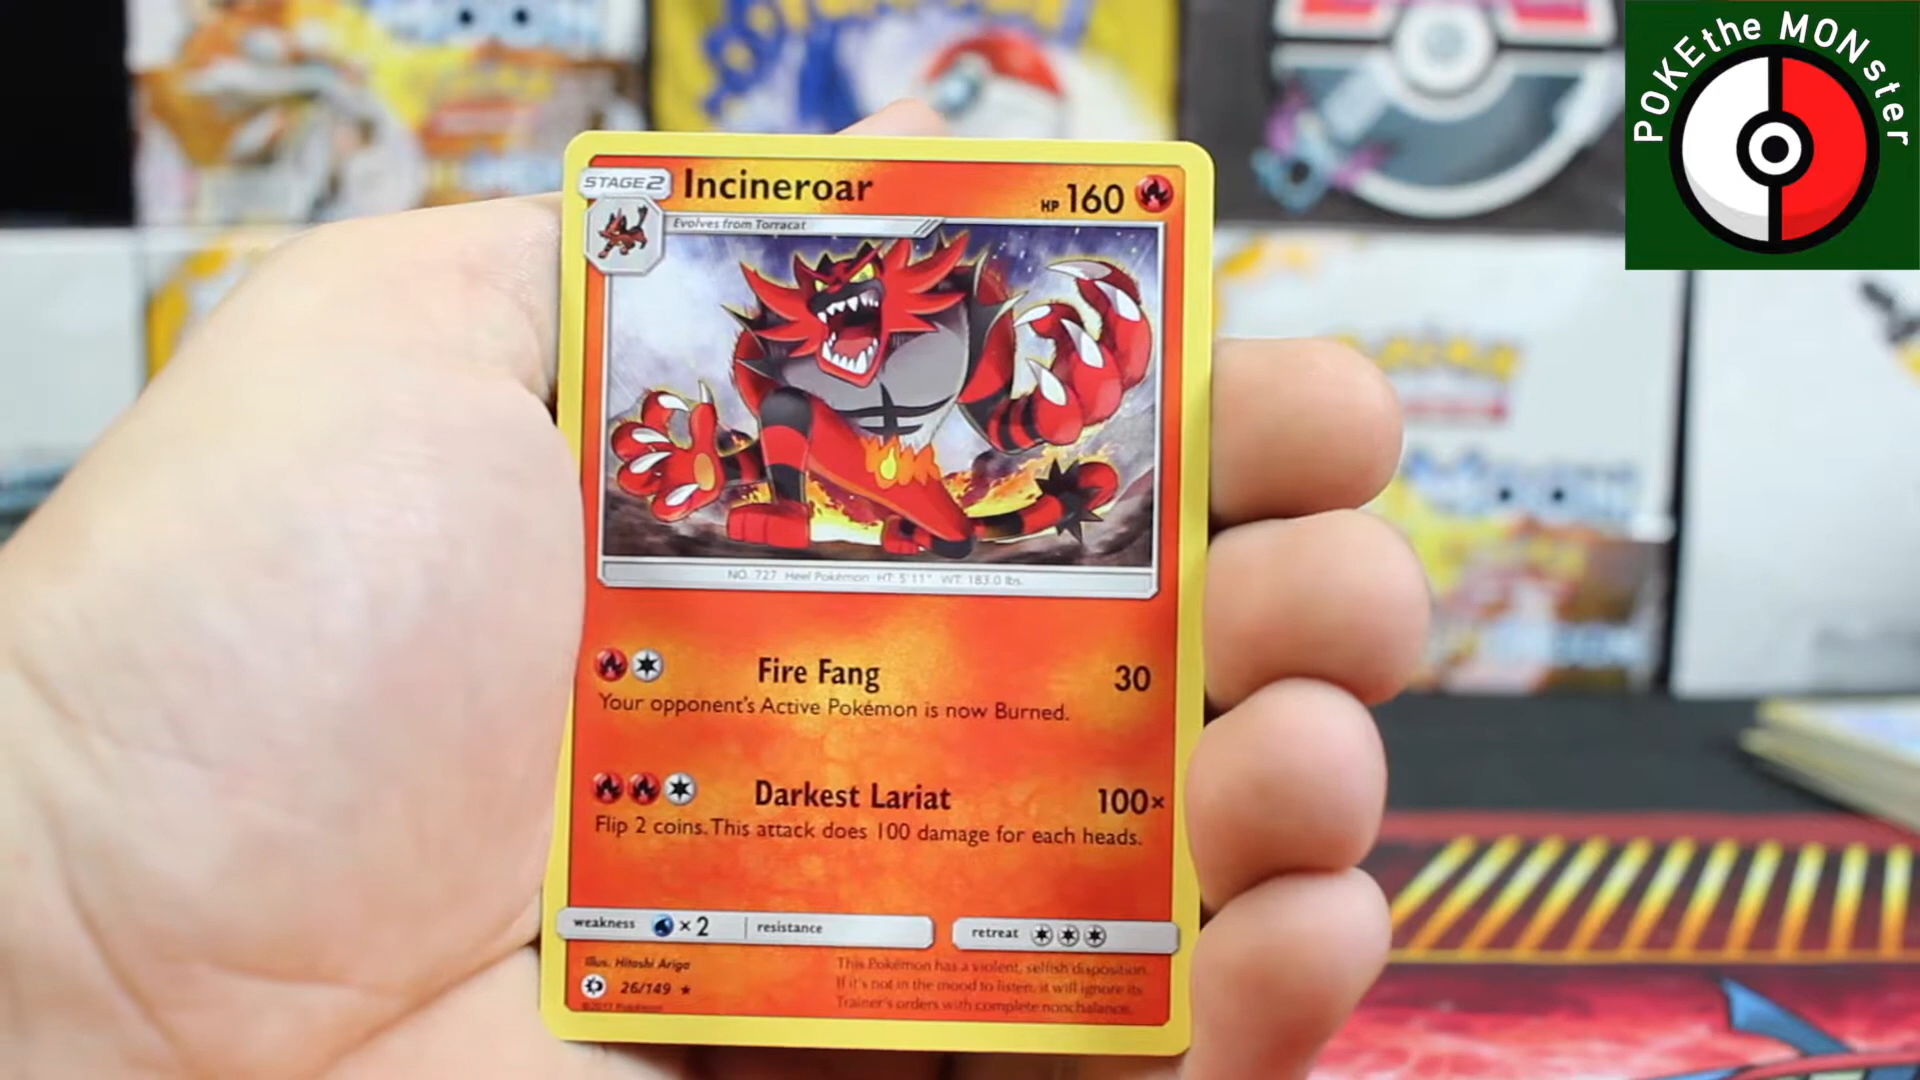 POKEtheMONster
STAGE2
Incineroar
HP 160
Evolves from Torracat
NO. 727 Heel Pokémon HT: 5'11" WT: 183.0 lbs.
Fire Fang 30
Your opponent's Active Pokémon is now Burned.
Darkest Lariat 100×
Flip 2 coins. This attack does 100 damage for each heads.
weakness × 2 resistance retreat
Illus. Hitoshi Ariga
26/149 ★
©2017 Pokémon
This Pokémon has a violent, selfish disposition.
If it's not in the mood to listen, it will ignore its
Trainer's orders with complete nonchalance.